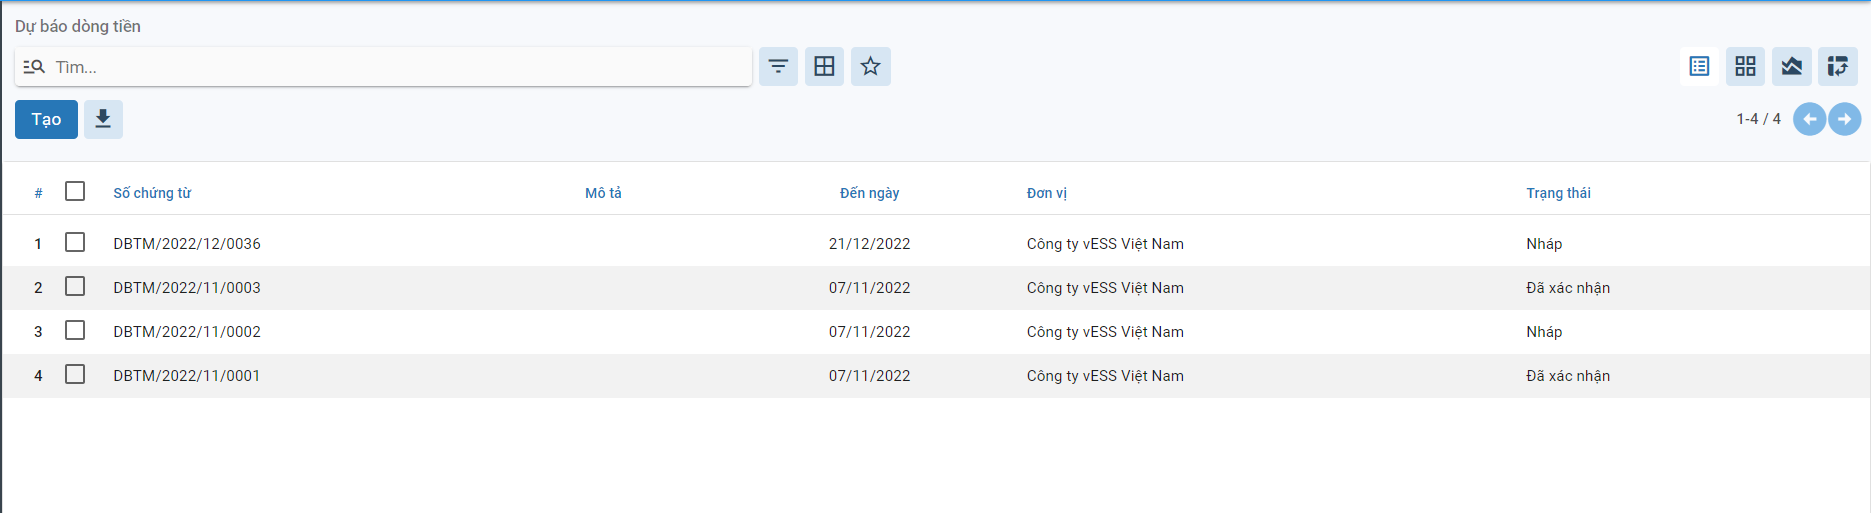 Dự báo dòng tiền
Tìm...
Tạo
1-4 / 4
# Số chứng từ Mô tả Đến ngày Đơn vị Trạng thái
1 DBTM/2022/12/0036 21/12/2022 Công ty vESS Việt Nam Nháp
2 DBTM/2022/11/0003 07/11/2022 Công ty vESS Việt Nam Đã xác nhận
3 DBTM/2022/11/0002 07/11/2022 Công ty vESS Việt Nam Nháp
4 DBTM/2022/11/0001 07/11/2022 Công ty vESS Việt Nam Đã xác nhận